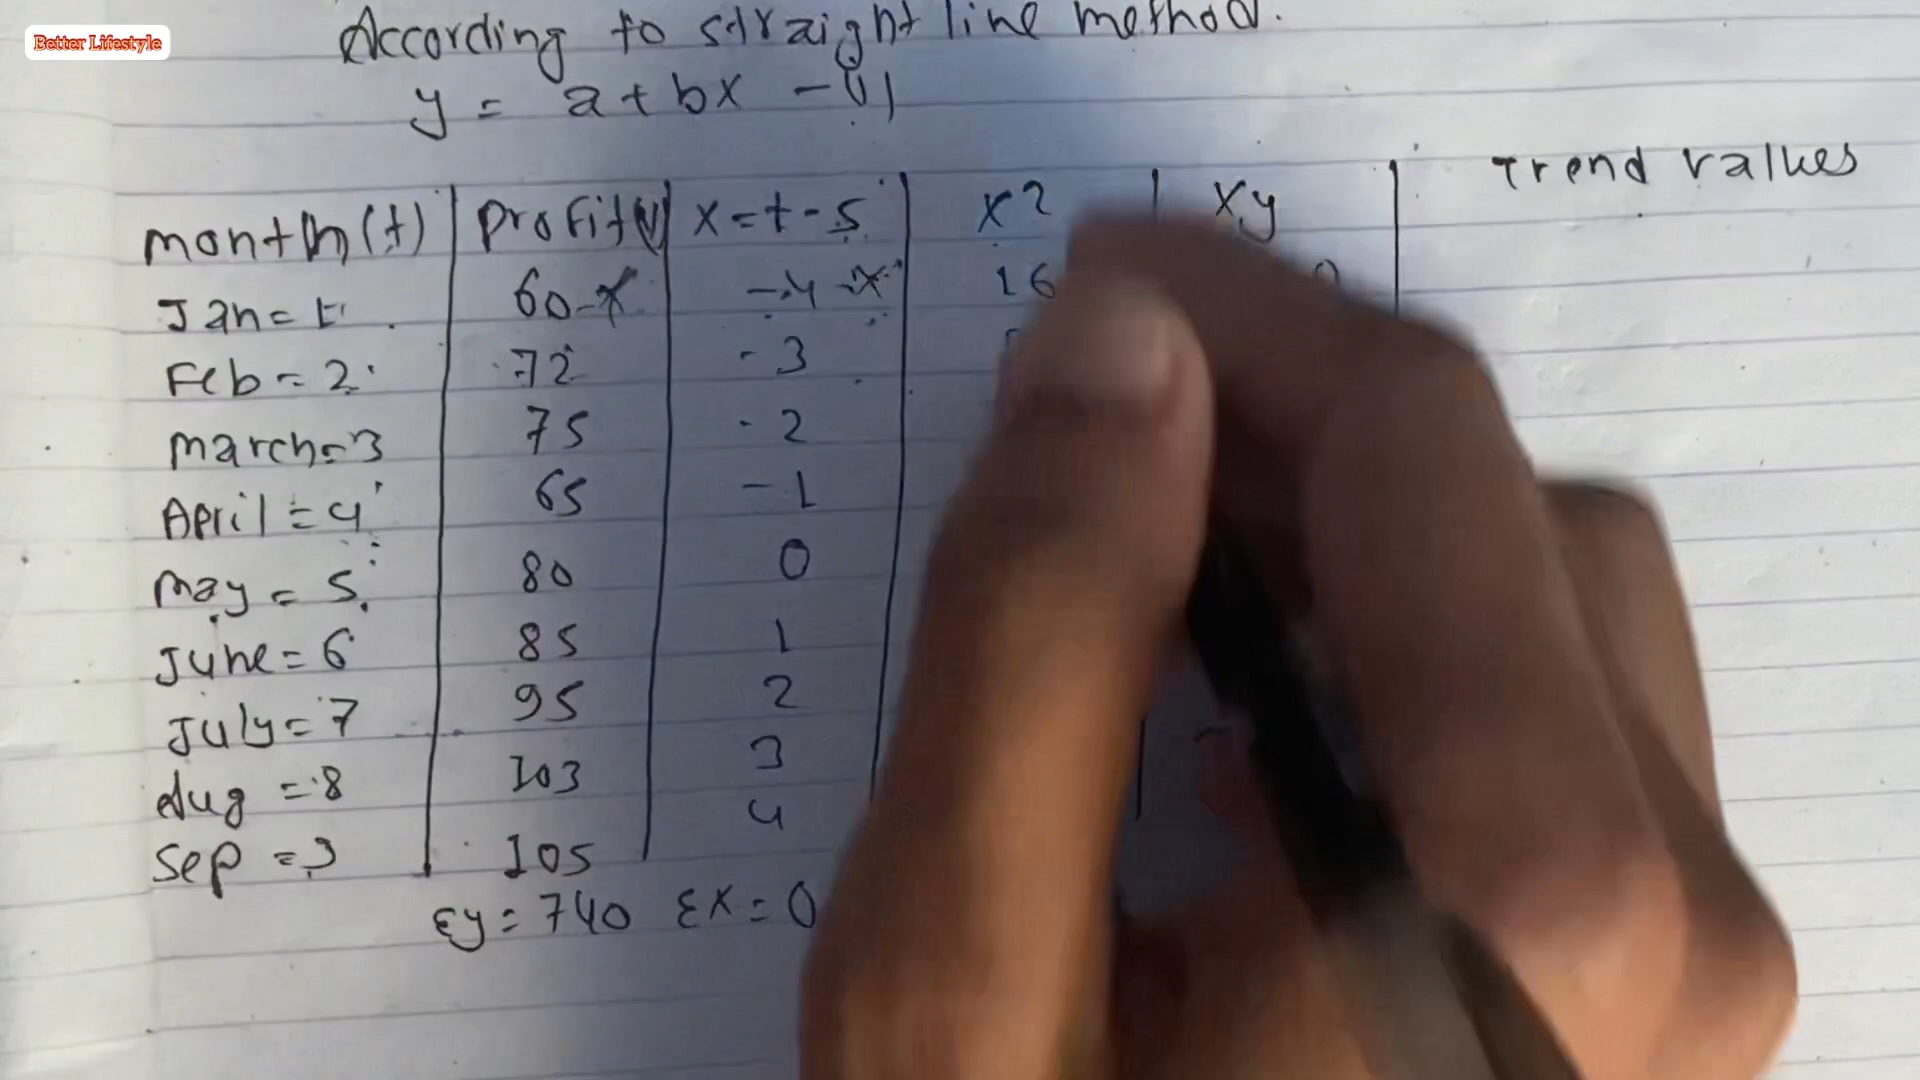 Better Lifestyle
According to straight line method.
y = a + bx - (1)
month(t) profit(y) x = t - 5 x2 xy Trend values
Jan = 1 60 -4 16
Feb = 2 72 -3
march = 3 75 -2
April = 4 65 -1
may = 5 80 0
June = 6 85 1
July = 7 95 2
Aug = 8 103 3
Sep = 9 105 4
Σy = 740 Σx = 0